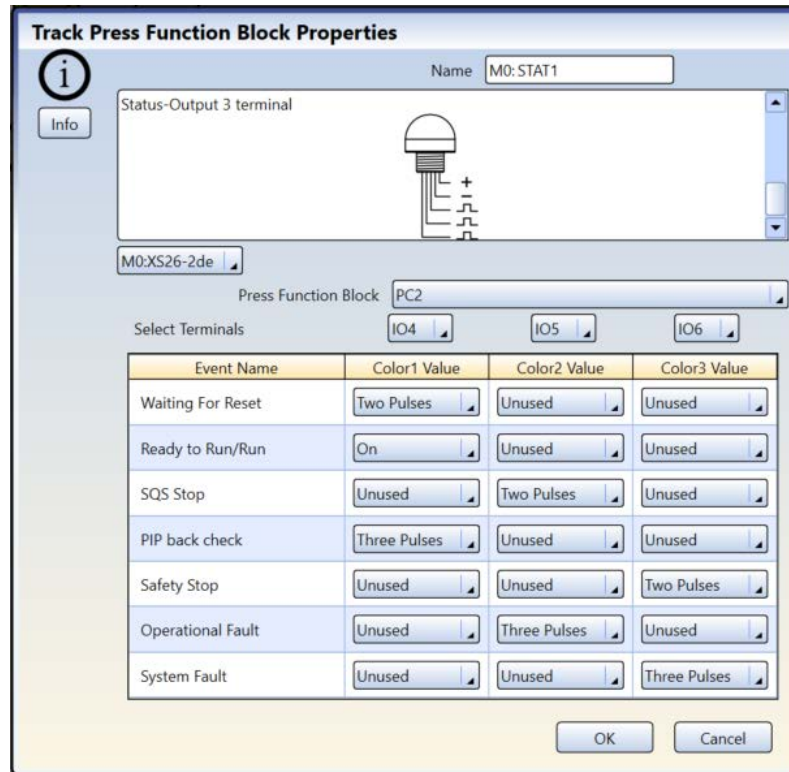 Track Press Function Block Properties
i
Name M0: STAT1
Info
Status-Output 3 terminal
+
−
M0:XS26-2de
Press Function Block PC2
Select Terminals IO4 IO5 IO6
Event Name Color1 Value Color2 Value Color3 Value
Waiting For Reset Two Pulses Unused Unused
Ready to Run/Run On Unused Unused
SQS Stop Unused Two Pulses Unused
PIP back check Three Pulses Unused Unused
Safety Stop Unused Unused Two Pulses
Operational Fault Unused Three Pulses Unused
System Fault Unused Unused Three Pulses
OK Cancel